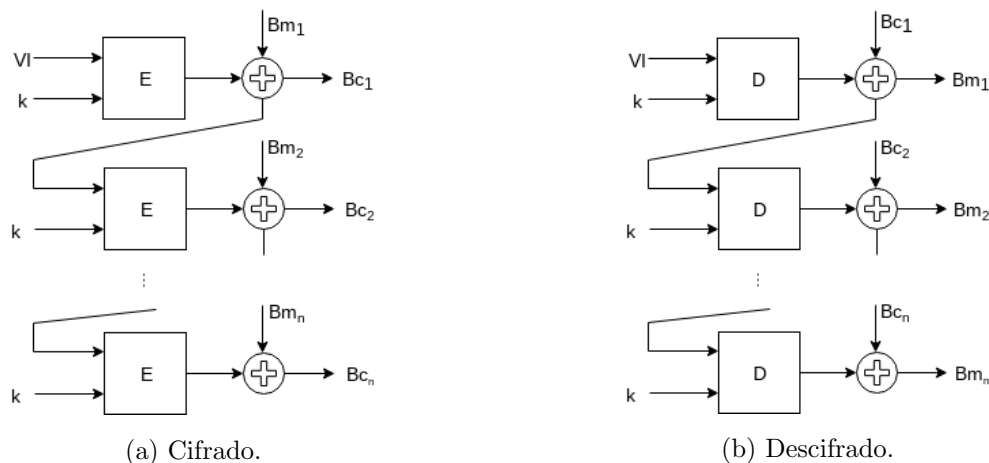 Bm1
VI
E
Bc1
k
Bm2
E
Bc2
k
⋮
Bmn
E
Bcn
k
(a) Cifrado.
Bc1
VI
D
Bm1
k
Bc2
D
Bm2
k
⋮
Bcn
D
Bmn
k
(b) Descifrado.